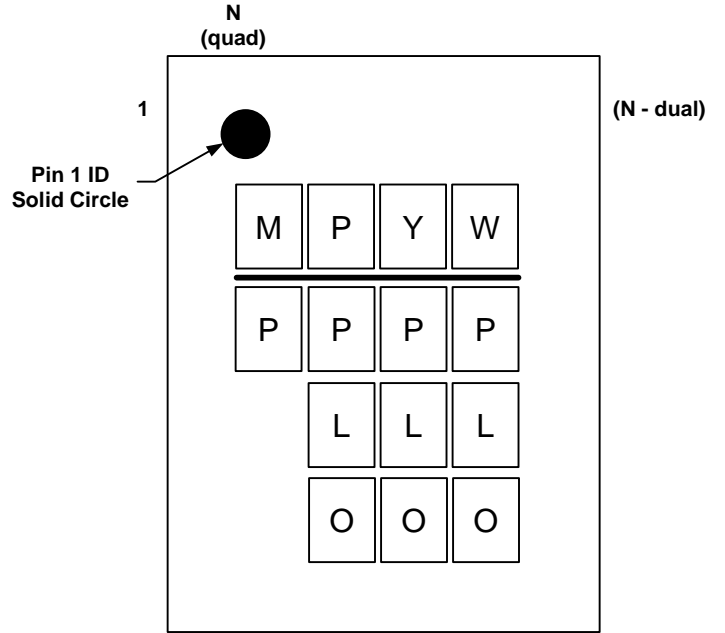 N
(quad)
1
(N - dual)
Pin 1 ID
Solid Circle
M P Y W
P P P P
L L L
O O O